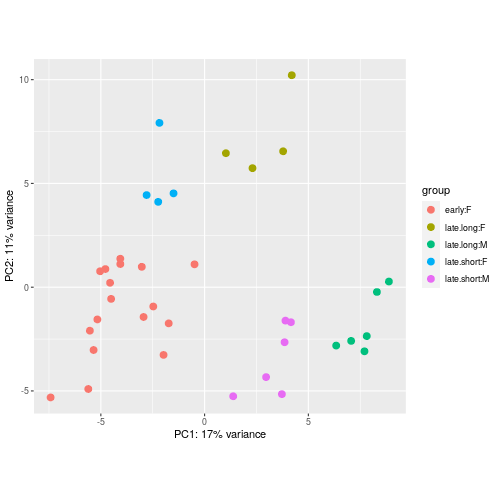 10
5
0
-5
-5
0
5
PC1: 17% variance
PC2: 11% variance
group
early:F
late.long:F
late.long:M
late.short:F
late.short:M